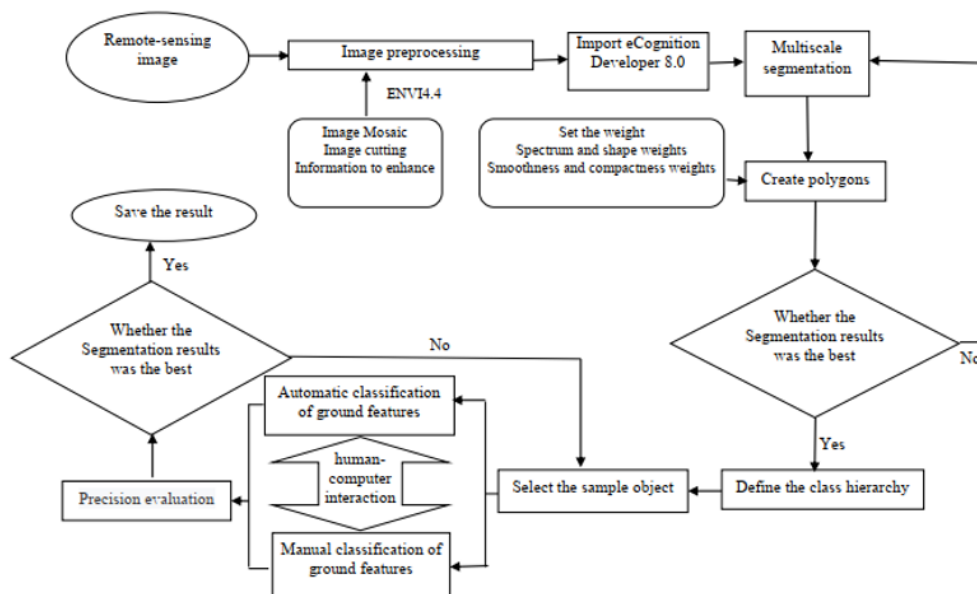 Remote-sensing
image
Image preprocessing
Import eCognition
Developer 8.0
Multiscale
segmentation
ENVI4.4
Image Mosaic
Image cutting
Information to enhance
Set the weight
Spectrum and shape weights
Smoothness and compactness weights
Create polygons
Save the result
Yes
Whether the
Segmentation results
was the best
No
Whether the
Segmentation results
was the best
No
Yes
Automatic classification
of ground features
human-
computer
interaction
Manual classification of
ground features
Precision evaluation
Select the sample object
Define the class hierarchy